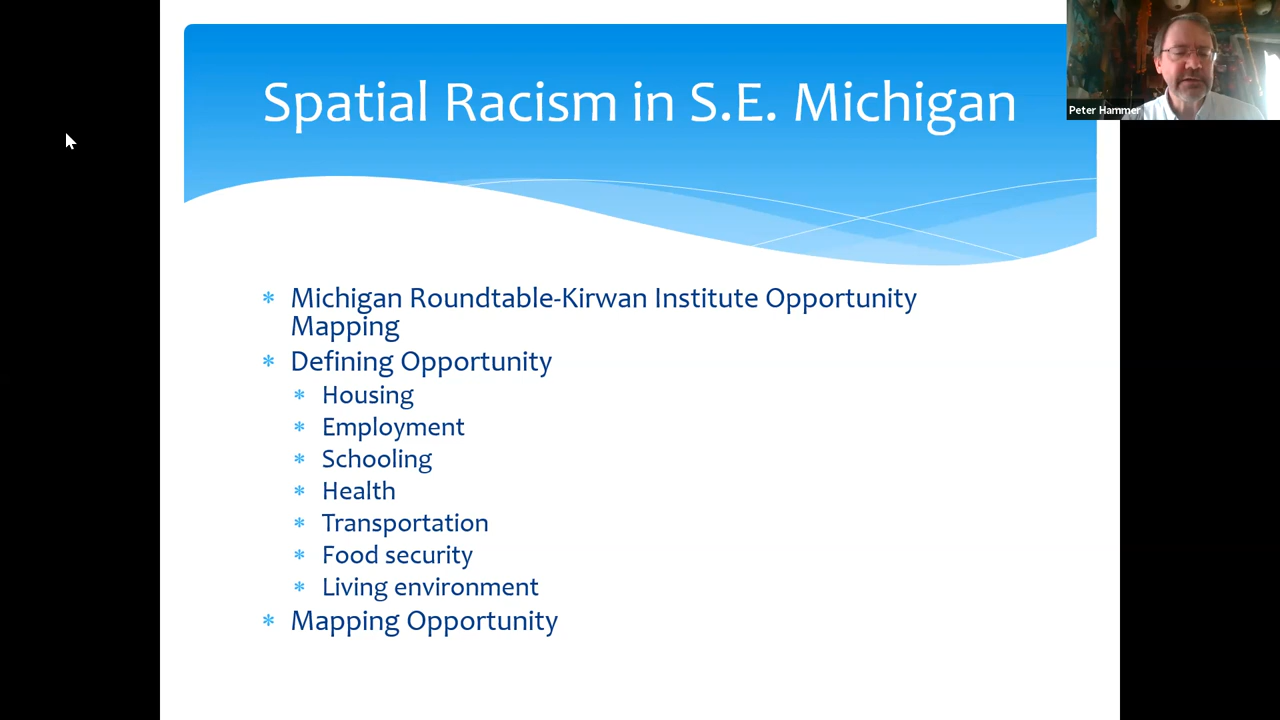 Spatial Racism in S.E. Michigan
Peter Hammer
* Michigan Roundtable-Kirwan Institute Opportunity
Mapping
* Defining Opportunity
* Housing
* Employment
* Schooling
* Health
* Transportation
* Food security
* Living environment
* Mapping Opportunity